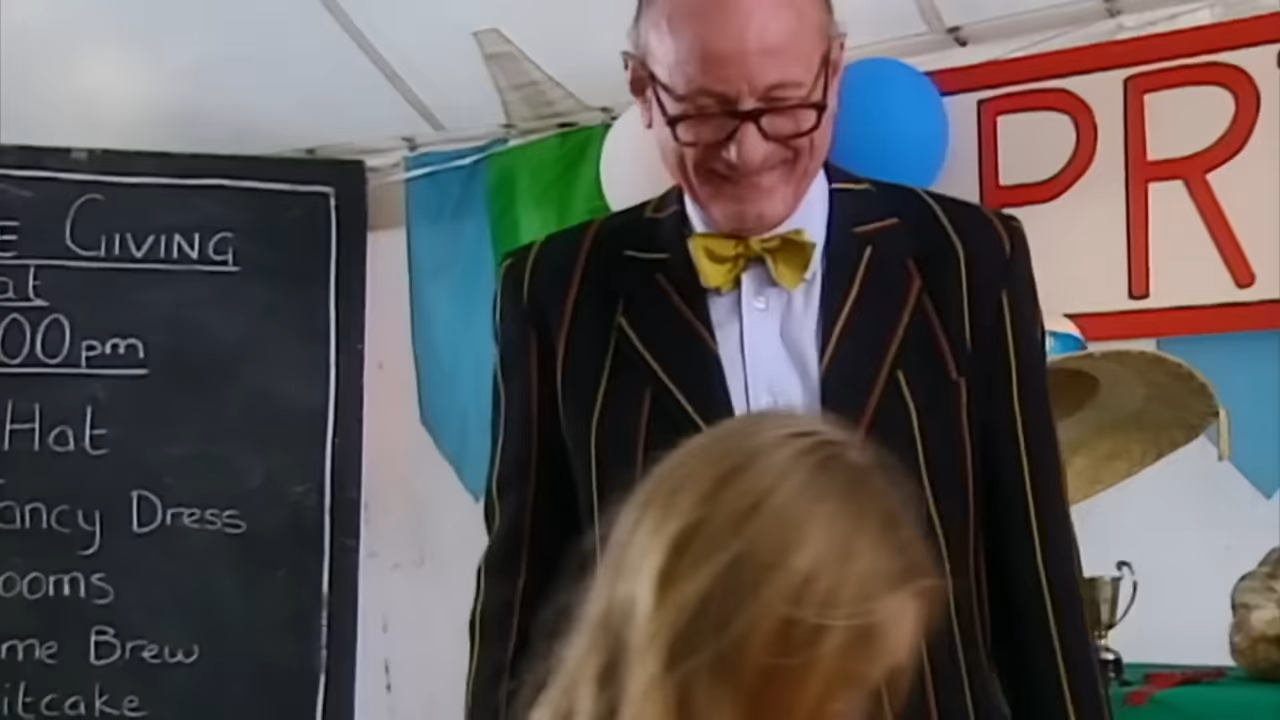 E GIVING
at
00pm
Hat
ancy Dress
ooms
me Brew
itcake
PR